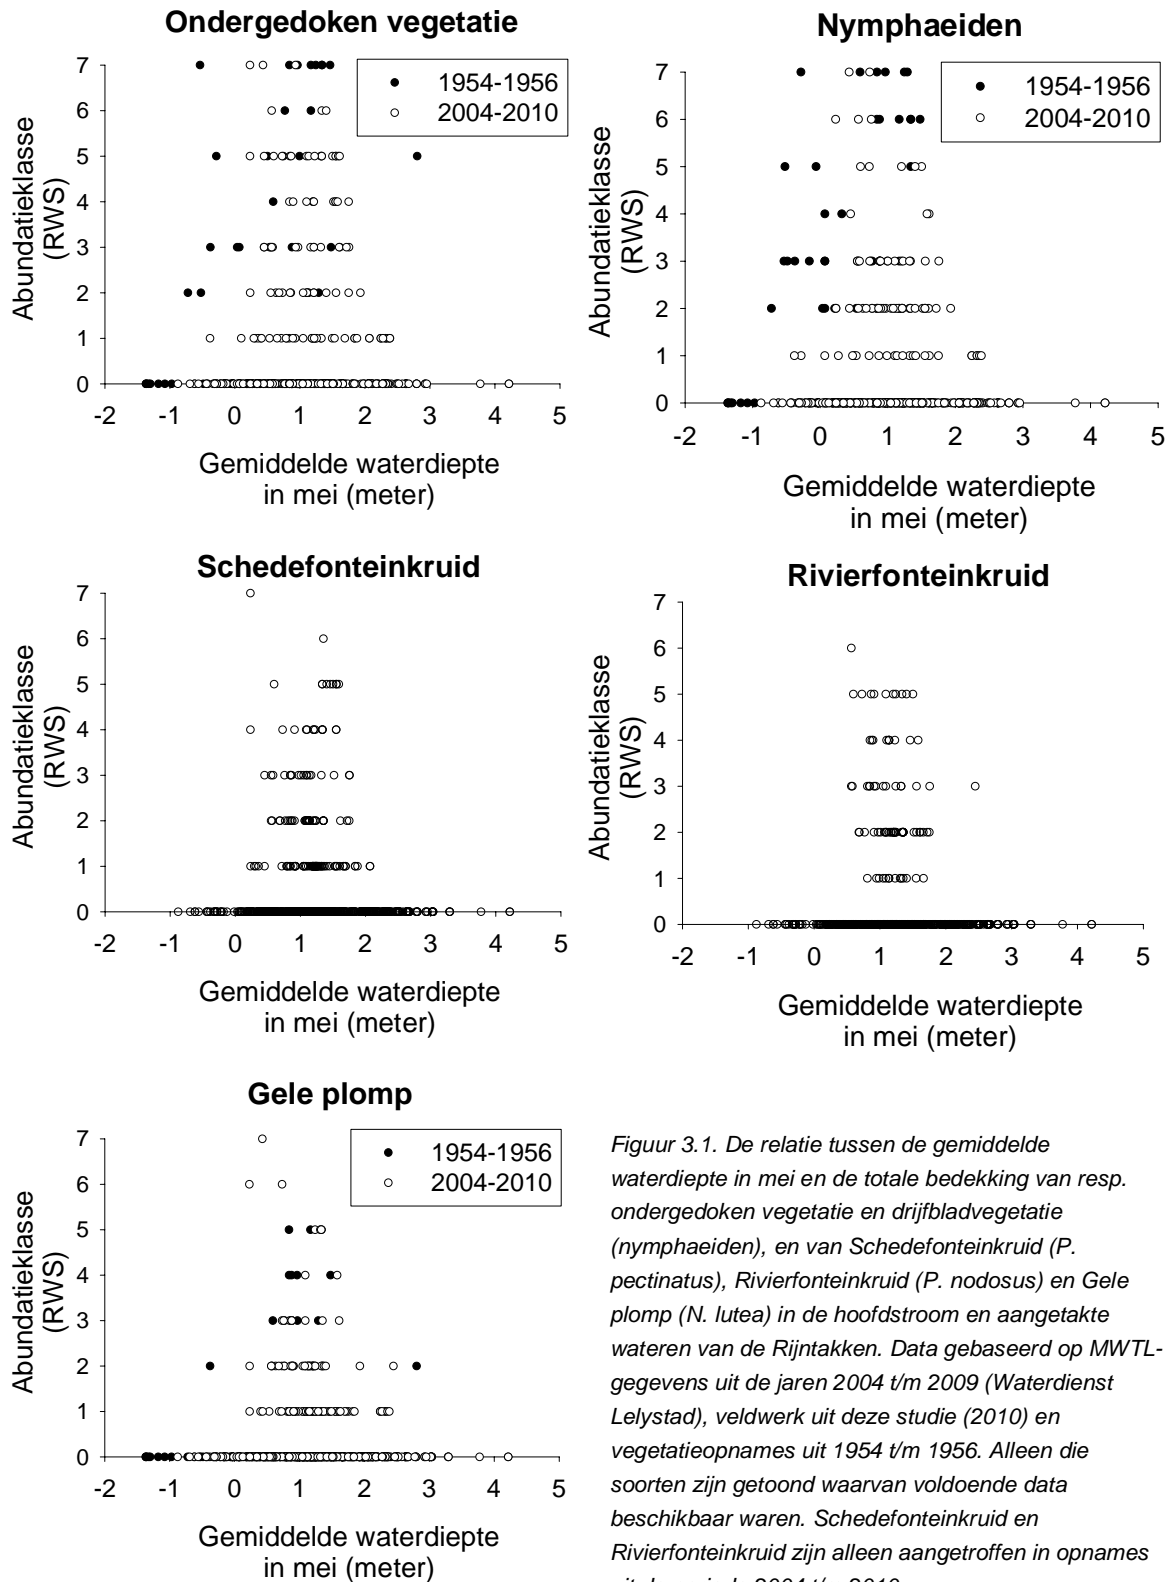 Ondergedoken vegetatie
Abundatieklasse
(RWS)
7
6
5
4
3
2
1
0
1954-1956
2004-2010
-2 -1 0 1 2 3 4 5
Gemiddelde waterdiepte
in mei (meter)
Nymphaeiden
Abundatieklasse
(RWS)
7
6
5
4
3
2
1
0
1954-1956
2004-2010
-2 -1 0 1 2 3 4 5
Gemiddelde waterdiepte
in mei (meter)
Schedefonteinkruid
Abundatieklasse
(RWS)
7
6
5
4
3
2
1
0
-2 -1 0 1 2 3 4 5
Gemiddelde waterdiepte
in mei (meter)
Rivierfonteinkruid
Abundatieklasse
(RWS)
7
6
5
4
3
2
1
0
-2 -1 0 1 2 3 4 5
Gemiddelde waterdiepte
in mei (meter)
Gele plomp
Abundatieklasse
(RWS)
7
6
5
4
3
2
1
0
1954-1956
2004-2010
-2 -1 0 1 2 3 4 5
Gemiddelde waterdiepte
in mei (meter)
Figuur 3.1. De relatie tussen de gemiddelde
waterdiepte in mei en de totale bedekking van resp.
ondergedoken vegetatie en drijfbladvegetatie
(nymphaeiden), en van Schedefonteinkruid (P.
pectinatus), Rivierfonteinkruid (P. nodosus) en Gele
plomp (N. lutea) in de hoofdstroom en aangetakte
wateren van de Rijntakken. Data gebaseerd op MWTL-
gegevens uit de jaren 2004 t/m 2009 (Waterdienst
Lelystad), veldwerk uit deze studie (2010) en
vegetatieopnames uit 1954 t/m 1956. Alleen die
soorten zijn getoond waarvan voldoende data
beschikbaar waren. Schedefonteinkruid en
Rivierfonteinkruid zijn alleen aangetroffen in opnames